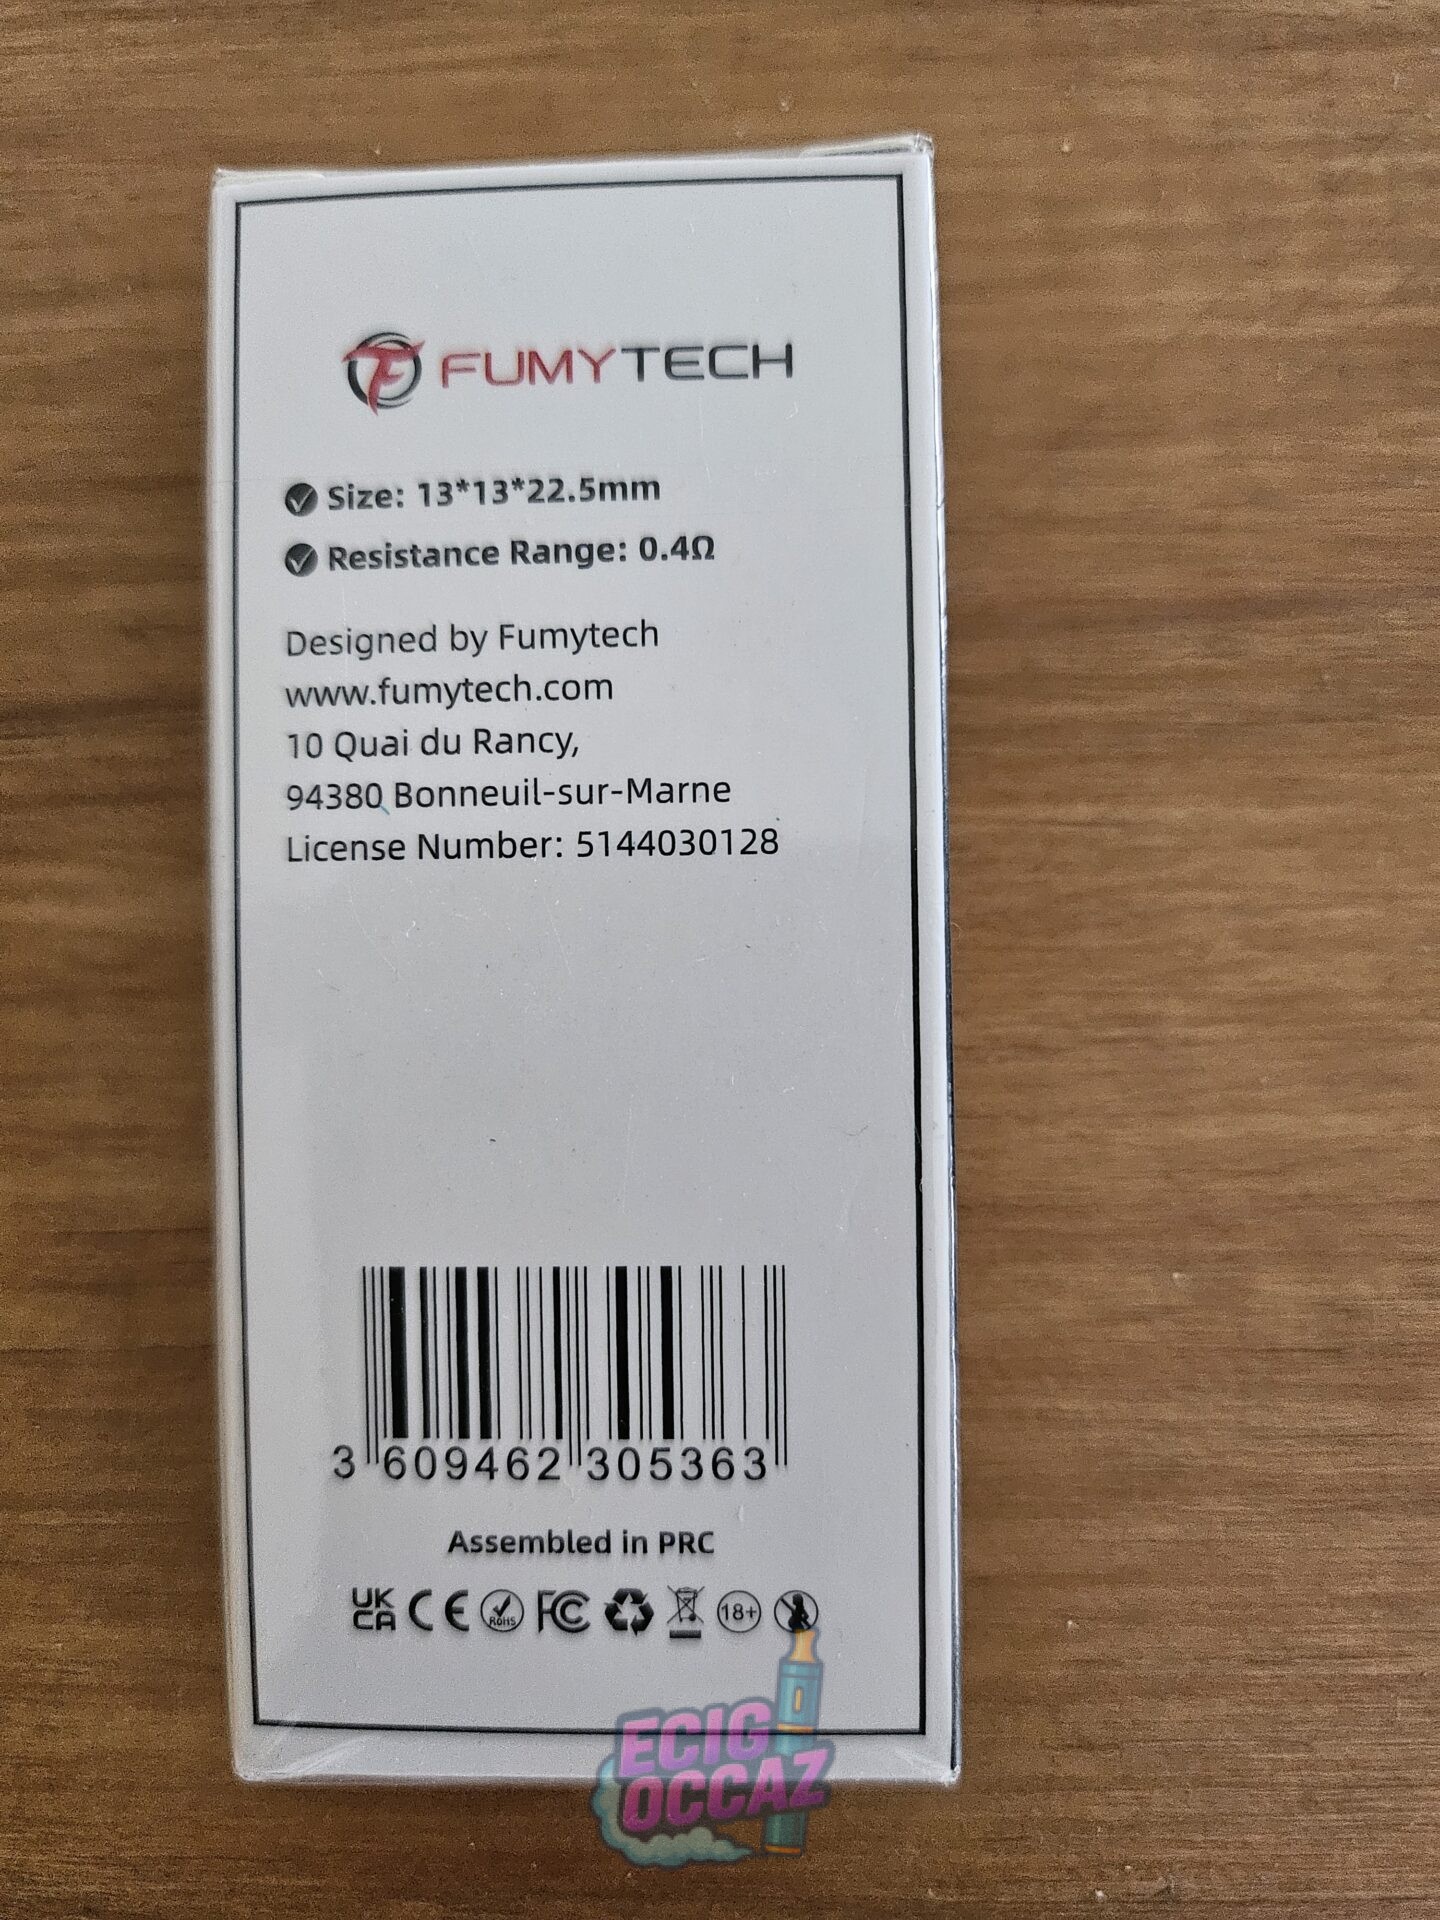 FUMYTECH
Size: 13*13*22.5mm
Resistance Range: 0.4Ω
Designed by Fumytech
www.fumytech.com
10 Quai du Rancy,
94380 Bonneuil-sur-Marne
License Number: 5144030128
3 609462 305363
Assembled in PRC
UK CA CE RoHS FC 18+
ECIG
OCCAZ